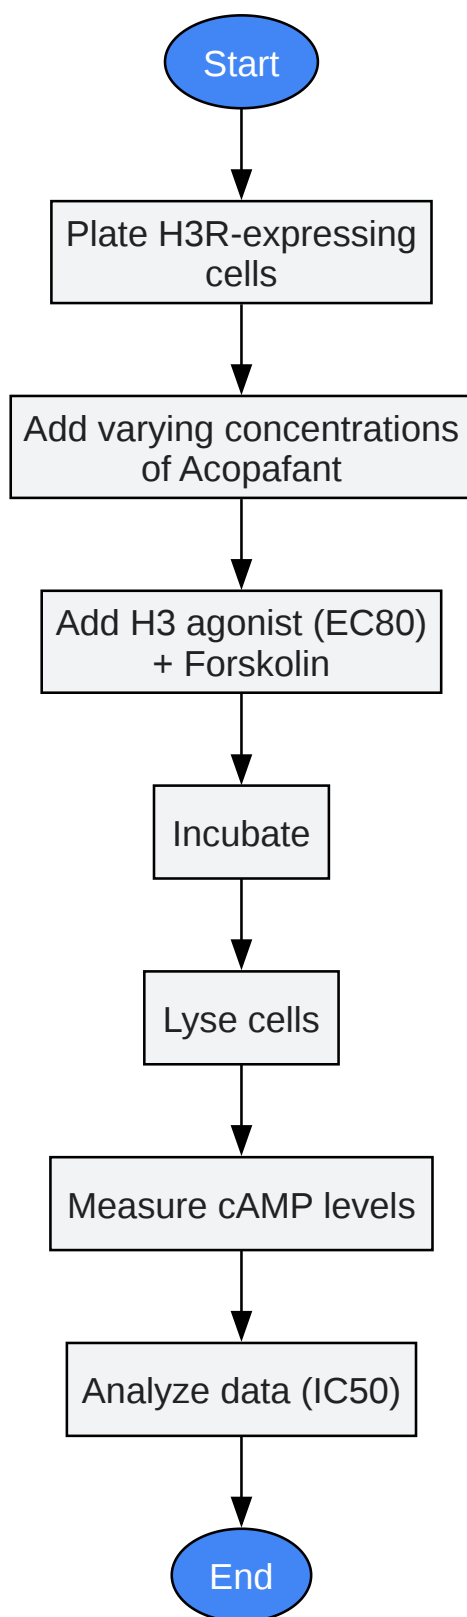 Start
Plate H3R-expressing
cells
Add varying concentrations
of Acopafant
Add H3 agonist (EC80)
+ Forskolin
Incubate
Lyse cells
Measure cAMP levels
Analyze data (IC50)
End